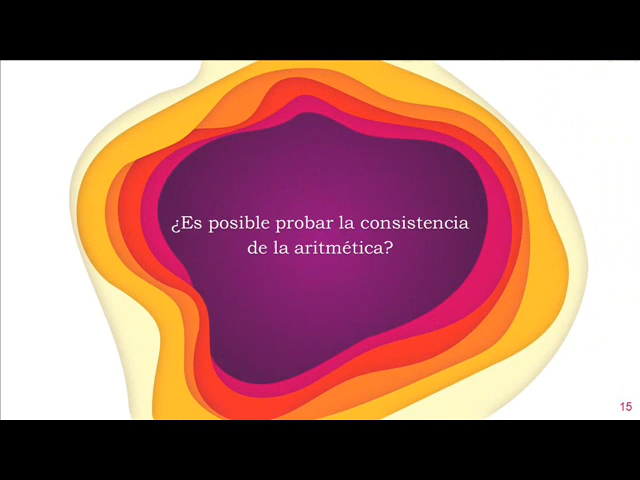 ¿Es posible probar la consistencia
de la aritmética?
15